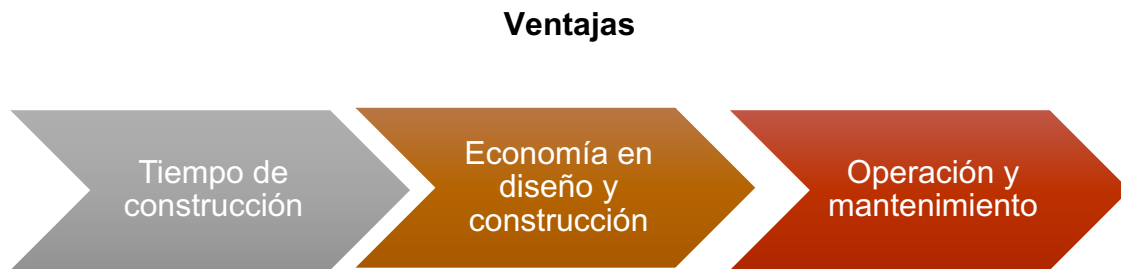 Ventajas
Tiempo de
construcción
Economía en
diseño y
construcción
Operación y
mantenimiento